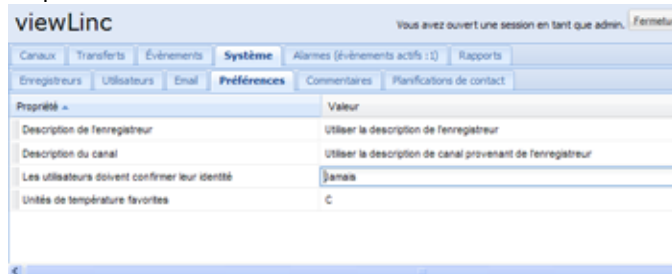 viewLinc
Vous avez ouvert une session en tant que admin. Fermetu
Canaux Transferts Évènements Système Alarmes (évènements actifs : 1) Rapports
Enregistreurs Utilisateurs Email Préférences Commentaires Planifications de contact
Propriété Valeur
Description de l'enregistreur Utiliser la description de l'enregistreur
Description du canal Utiliser la description de canal provenant de l'enregistreur
Les utilisateurs doivent confirmer leur identité Jamais
Unités de température favorites C